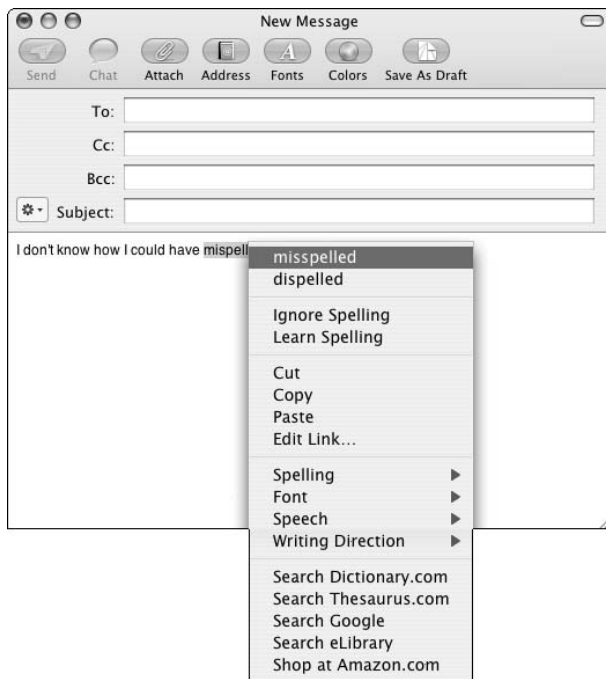 New Message
Send Chat Attach Address Fonts Colors Save As Draft
To:
Cc:
Bcc:
Subject:
I don't know how I could have mispell
misspelled
dispelled
Ignore Spelling
Learn Spelling
Cut
Copy
Paste
Edit Link...
Spelling
Font
Speech
Writing Direction
Search Dictionary.com
Search Thesaurus.com
Search Google
Search eLibrary
Shop at Amazon.com